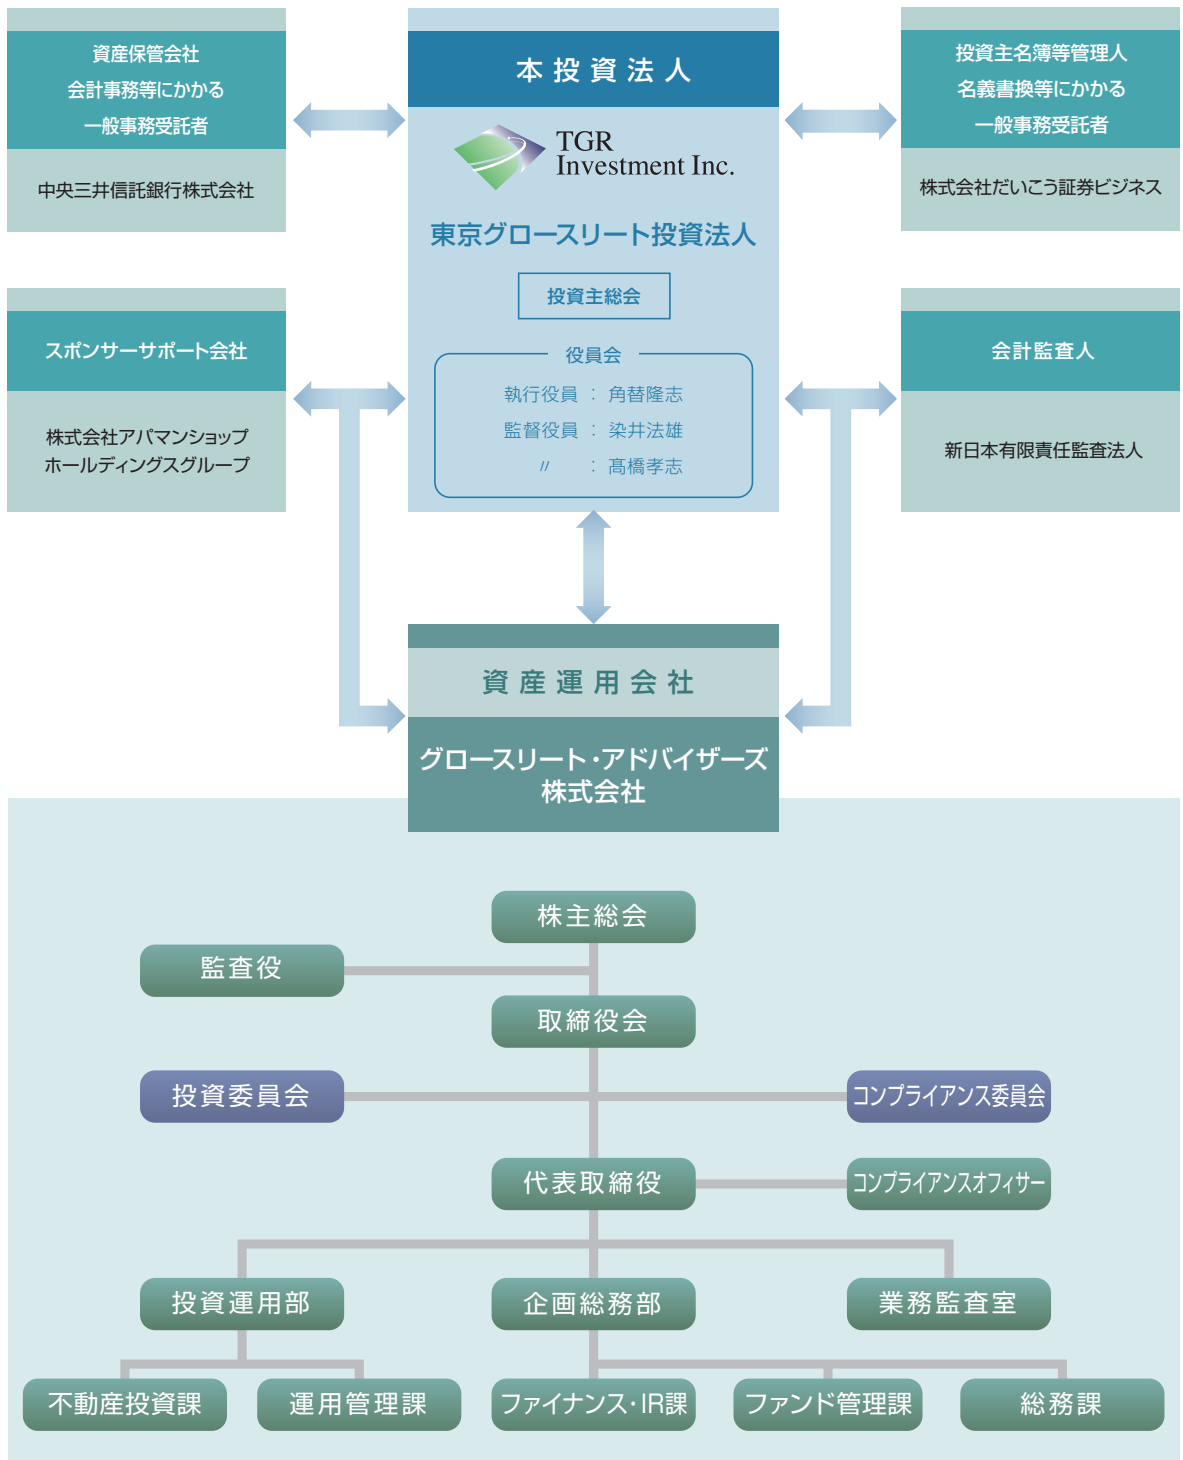 資産保管会社
会計事務等にかかる
一般事務受託者
中央三井信託銀行株式会社
本投資法人
TGR
Investment Inc.
東京グロースリート投資法人
投資主総会
役員会
執行役員 : 角替隆志
監督役員 : 染井法雄
〃 : 髙橋孝志
投資主名簿等管理人
名義書換等にかかる
一般事務受託者
株式会社だいこう証券ビジネス
スポンサーサポート会社
株式会社アパマンショップ
ホールディングスグループ
会計監査人
新日本有限責任監査法人
資産運用会社
グロースリート・アドバイザーズ
株式会社
株主総会
監査役
取締役会
投資委員会
コンプライアンス委員会
代表取締役
コンプライアンスオフィサー
投資運用部
企画総務部
業務監査室
不動産投資課
運用管理課
ファイナンス・IR課
ファンド管理課
総務課